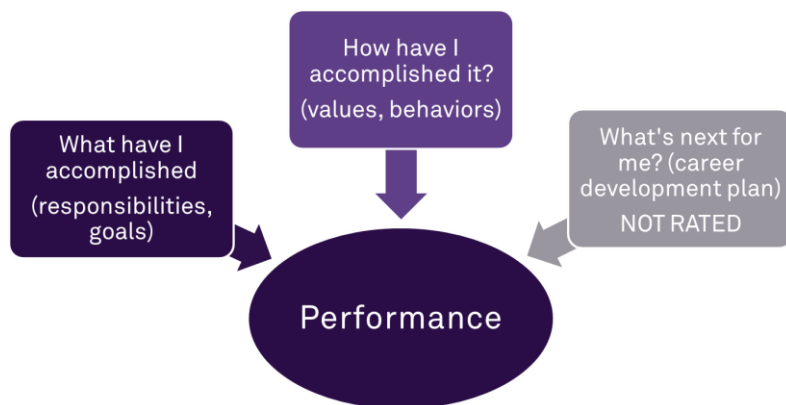 What have I
accomplished
(responsibilities,
goals)
How have I
accomplished it?
(values, behaviors)
What's next for
me? (career
development plan)
NOT RATED
Performance